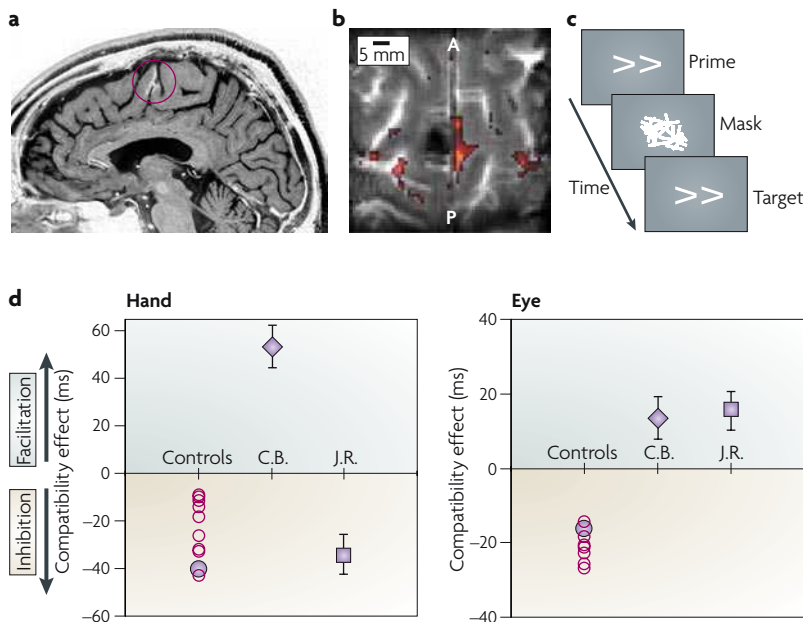 a
b
c
5 mm
A
P
>>
Prime
Mask
>>
Target
Time
d
Hand
Facilitation
Inhibition
Compatibility effect (ms)
60
40
20
0
−20
−40
−60
Controls
C.B.
J.R.
Eye
Compatibility effect (ms)
40
20
0
−20
−40
Controls
C.B.
J.R.